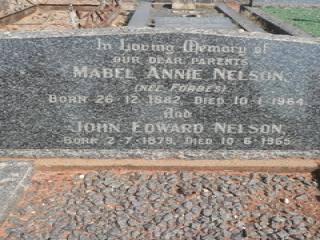 In Loving Memory of
OUR DEAR PARENTS
MABEL ANNIE NELSON,
(NEE FORBES)
BORN 26-12-1882, DIED 10-1-1964
And
JOHN EDWARD NELSON,
BORN 2-7-1879, DIED 10-6-1965